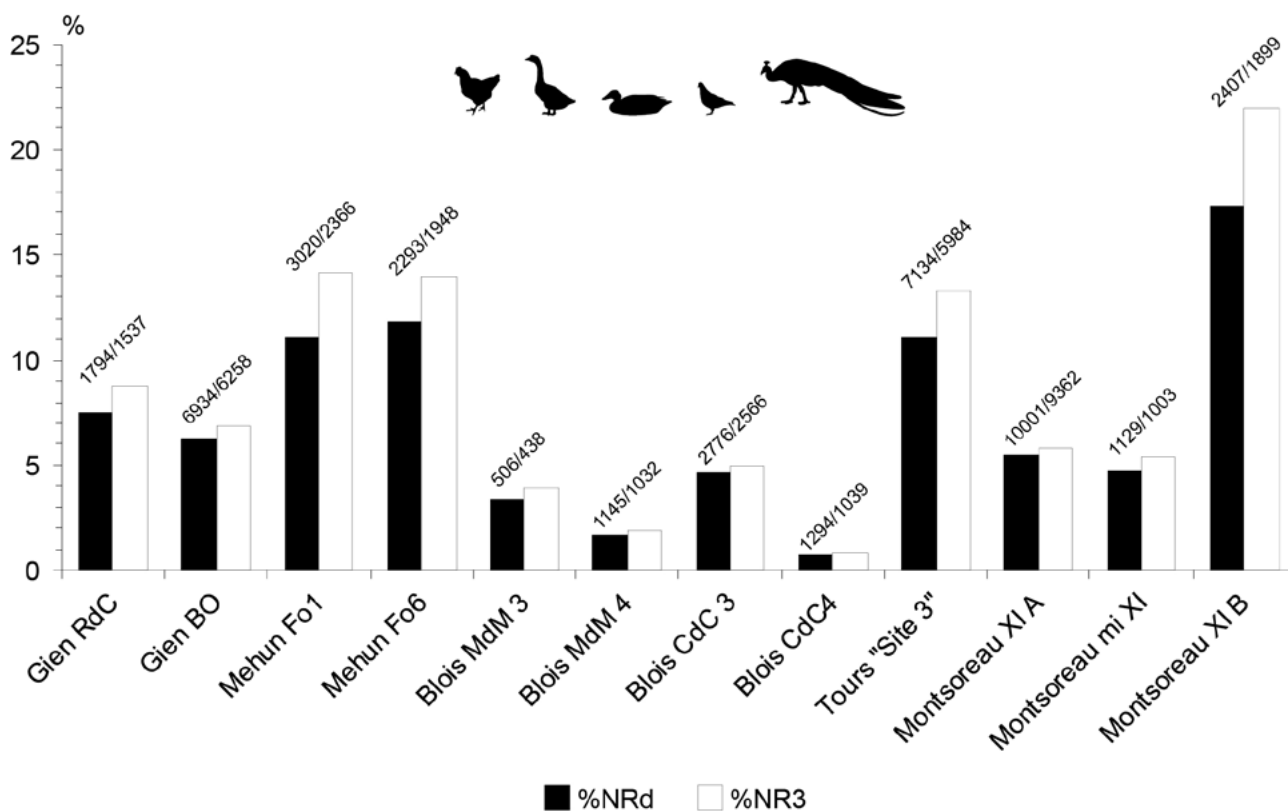 %
25
20
15
10
5
0
1794/1537
6934/6258
3020/2366
2293/1948
506/438
1145/1032
2776/2566
1294/1039
7134/5984
10001/9362
1129/1003
2407/1899
Gien RdC
Gien BO
Mehun Fo1
Mehun Fo6
Blois MdM 3
Blois MdM 4
Blois CdC 3
Blois CdC4
Tours "Site 3"
Montsoreau XI A
Montsoreau mi XI
Montsoreau XI B
%NRd
%NR3